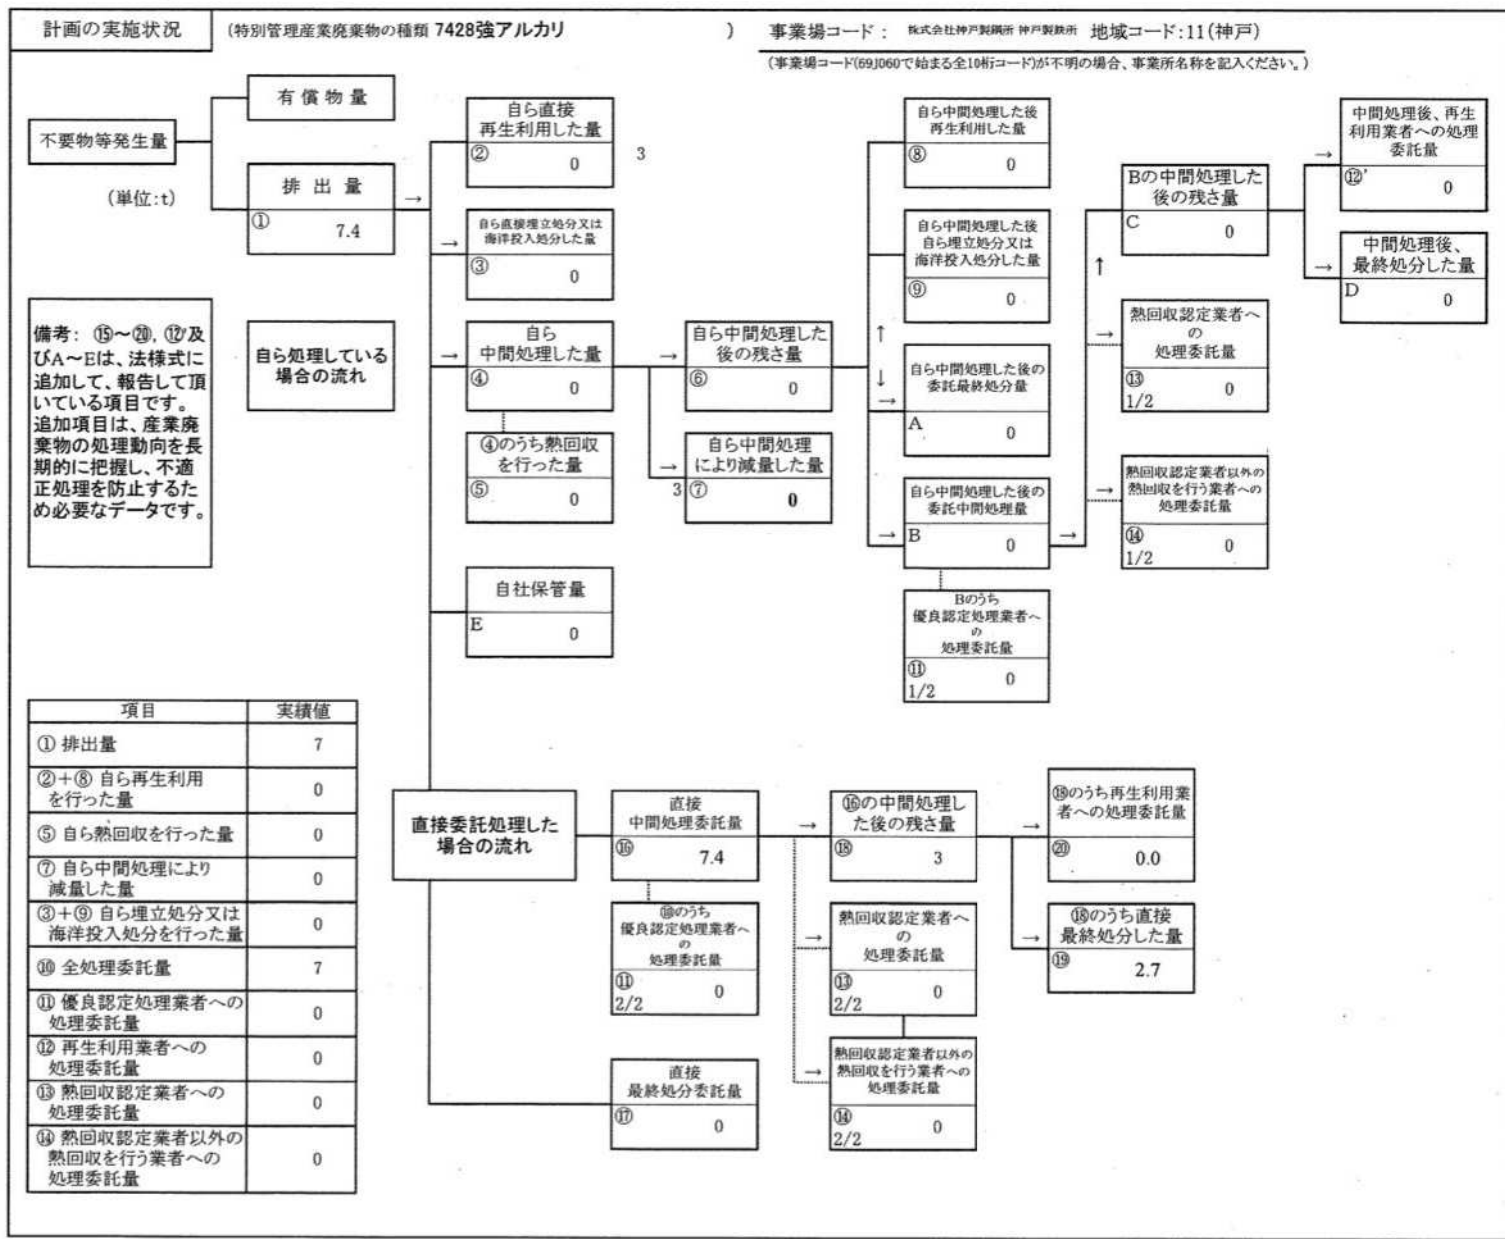 計画の実施状況
(特別管理産業廃棄物の種類 7428強アルカリ )
事業場コード： 株式会社神戸製鋼所 神戸製鉄所 地域コード:11(神戸)
(事業場コード(69J060で始まる全10桁コード)が不明の場合、事業所名称を記入ください。)
不要物等発生量
(単位:t)
有償物量
排出量
→
① 7.4
備考： ⑮～⑳, ⑫'及
びA～Eは、法様式に
追加して、報告して頂
いている項目です。
追加項目は、産業廃
棄物の処理動向を長
期的に把握し、不適
正処理を防止するた
め必要なデータです。
自ら処理している
場合の流れ
自ら直接
再生利用した量
② 0
3
→
自ら直接埋立処分又は
海洋投入処分した量
③ 0
→
自ら
中間処理した量
④ 0
④のうち熱回収
を行った量
⑤ 0
自社保管量
E 0
→
自ら中間処理した
後の残さ量
⑥ 0
→
3
自ら中間処理
により減量した量
⑦ 0
自ら中間処理した後
再生利用した量
⑧ 0
自ら中間処理した後
自ら埋立処分又は
海洋投入処分した量
⑨ 0
↑
↓
→
自ら中間処理した後の
委託最終処分量
A 0
→
自ら中間処理した後の
委託中間処理量
B 0
→
Bのうち
優良認定処理業者へ
の
処理委託量
⑪
1/2 0
↑
Bの中間処理した
後の残さ量
C 0
→
熱回収認定業者へ
の
処理委託量
⑬
1/2 0
→
熱回収認定業者以外の
熱回収を行う業者への
処理委託量
⑭
1/2 0
→
中間処理後、再生
利用業者への処理
委託量
⑫' 0
→
中間処理後、
最終処分した量
D 0
項目 実績値
① 排出量 7
②＋⑧ 自ら再生利用
を行った量 0
⑤ 自ら熱回収を行った量 0
⑦ 自ら中間処理により
減量した量 0
③＋⑨ 自ら埋立処分又は
海洋投入処分を行った量 0
⑩ 全処理委託量 7
⑪ 優良認定処理業者への
処理委託量 0
⑫ 再生利用業者への
処理委託量 0
⑬ 熱回収認定業者への
処理委託量 0
⑭ 熱回収認定業者以外の
熱回収を行う業者への
処理委託量 0
直接委託処理した
場合の流れ
直接
中間処理委託量
⑯ 7.4
⑩のうち
優良認定処理業者へ
の
処理委託量
⑪
2/2 0
直接
最終処分委託量
⑰ 0
→
⑯の中間処理し
た後の残さ量
⑱ 3
→
熱回収認定業者へ
の
処理委託量
⑬
2/2 0
→
熱回収認定業者以外の
熱回収を行う業者への
処理委託量
⑭
2/2 0
→
⑱のうち再生利用業
者への処理委託量
⑳ 0.0
→
⑱のうち直接
最終処分した量
⑲ 2.7